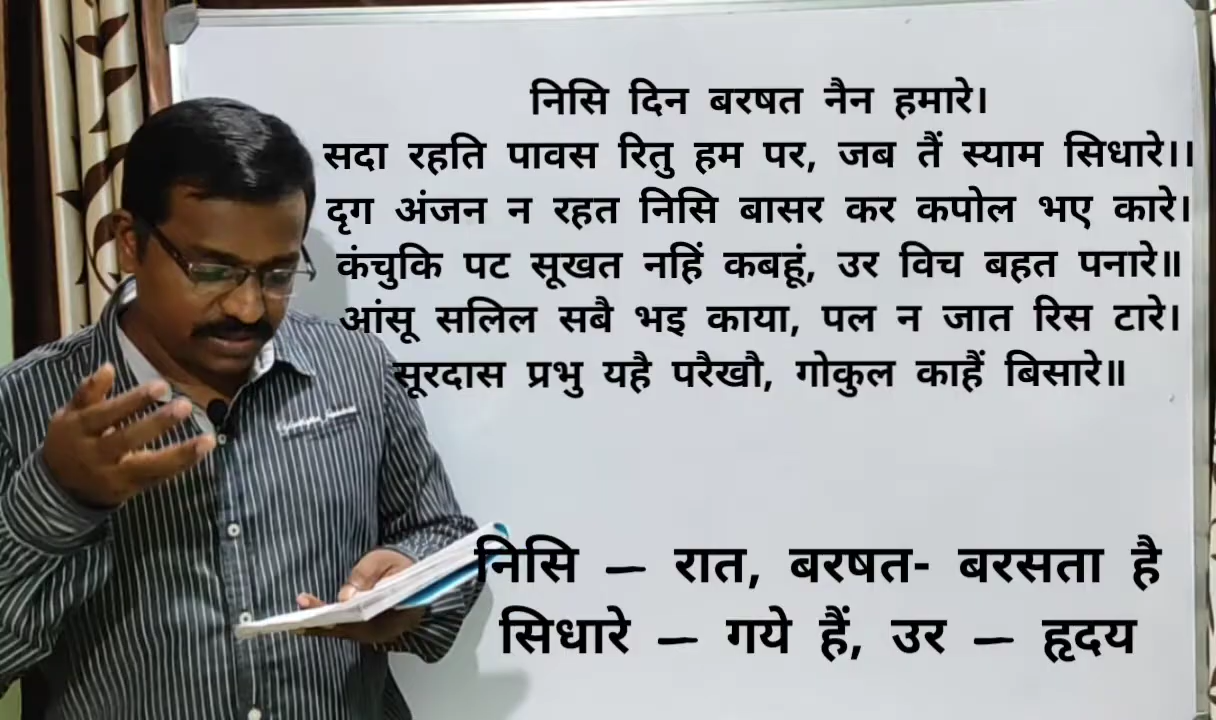 निसि दिन बरषत नैन हमारे।
सदा रहति पावस रितु हम पर, जब तैं स्याम सिधारे।।
दृग अंजन न रहत निसि बासर कर कपोल भए कारे।
कंचुकि पट सूखत नहिं कबहूं, उर विच बहत पनारे॥
आंसू सलिल सबै भइ काया, पल न जात रिस टारे।
सूरदास प्रभु यहै परैखौ, गोकुल काहैं बिसारे॥
निसि – रात, बरषत- बरसता है
सिधारे – गये हैं, उर – हृदय